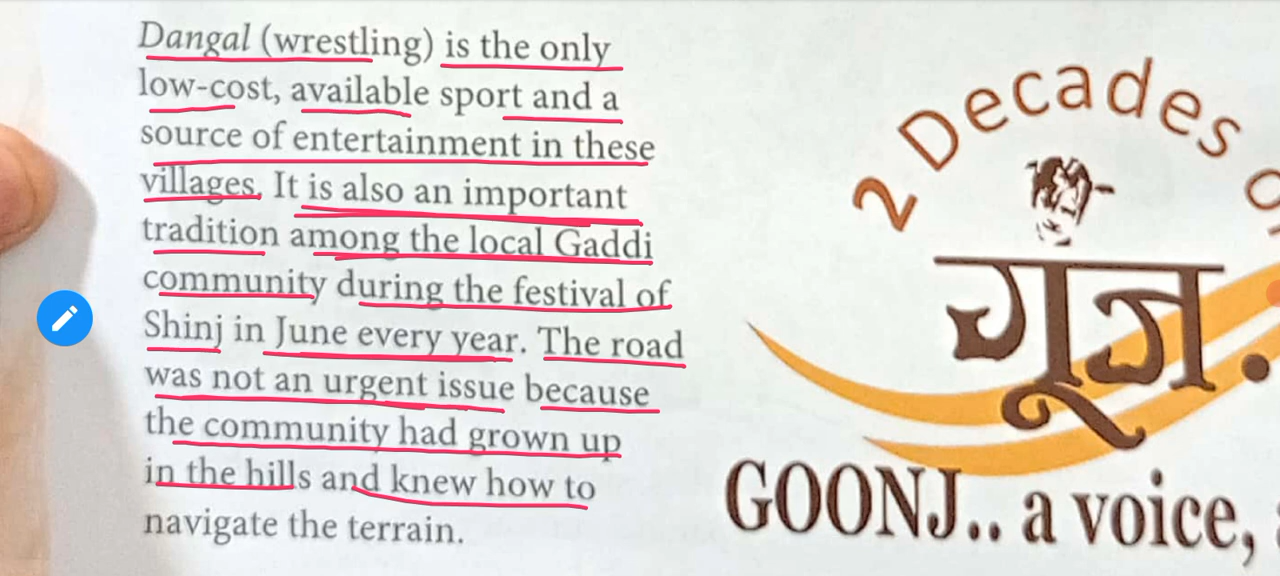 Dangal (wrestling) is the only
low-cost, available sport and a
source of entertainment in these
villages. It is also an important
tradition among the local Gaddi
community during the festival of
Shinj in June every year. The road
was not an urgent issue because
the community had grown up
in the hills and knew how to
navigate the terrain.
2 Decades
गूंज.
GOONJ.. a voice,